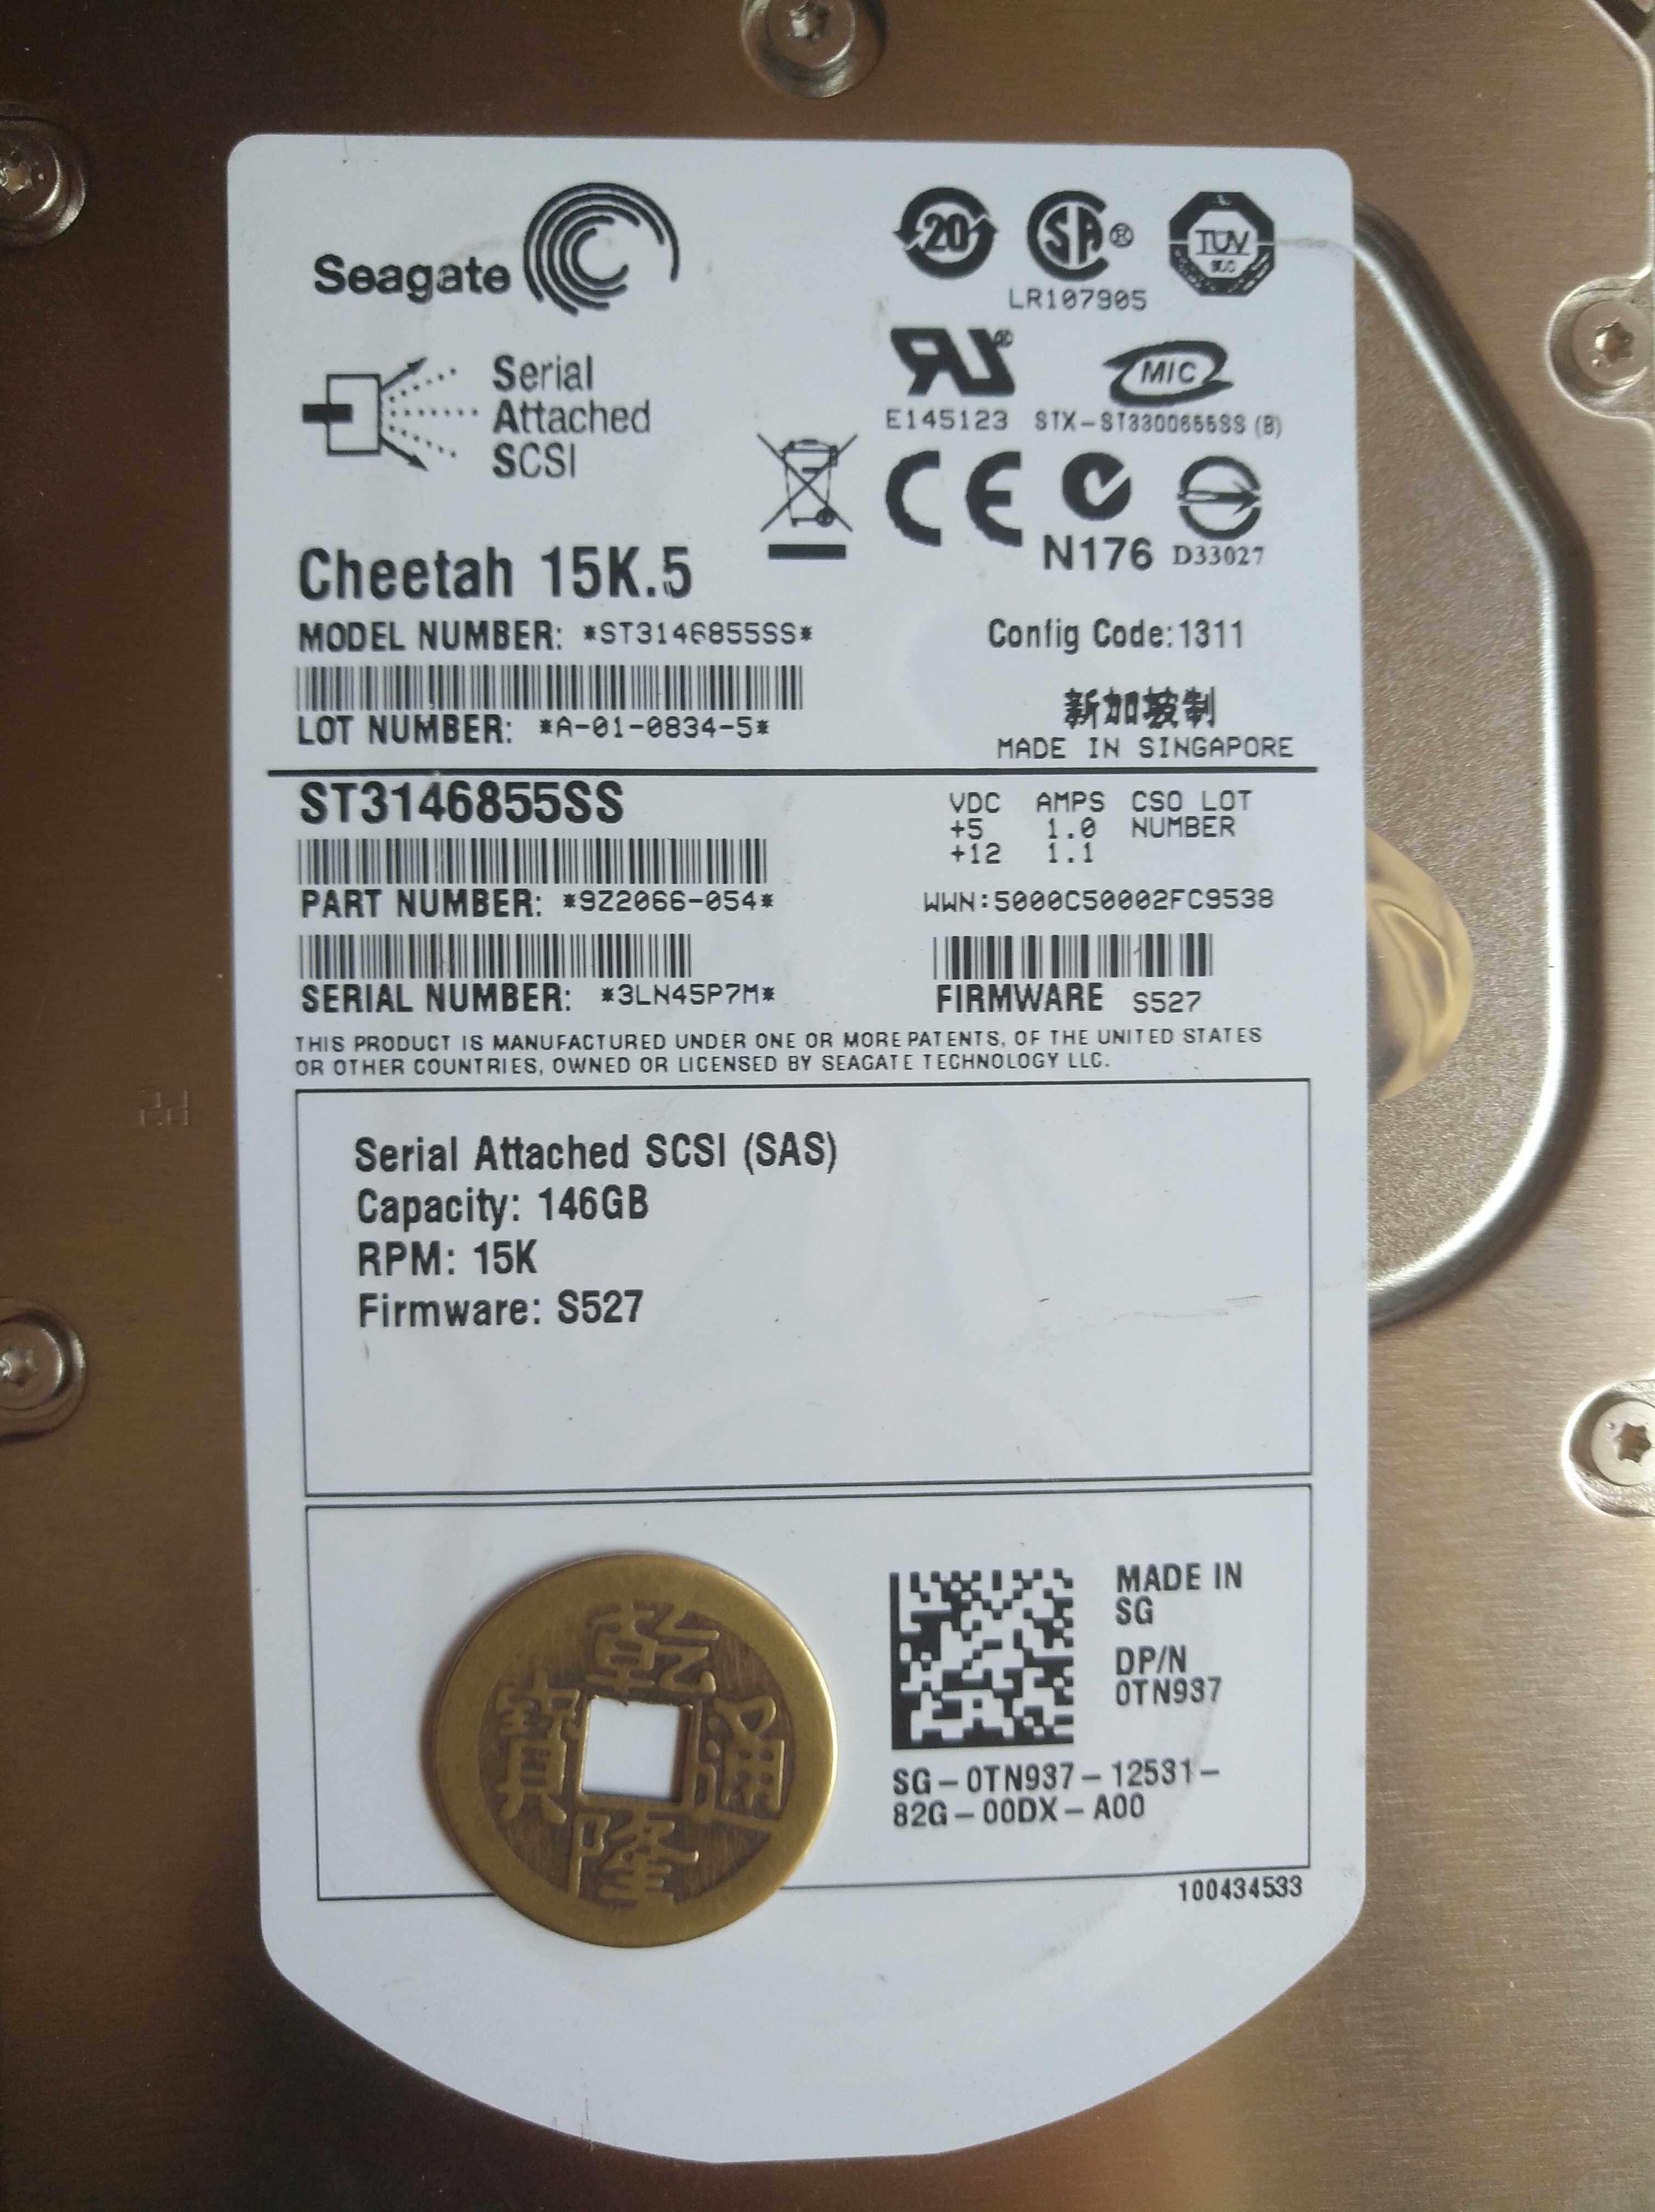 Seagate
20
SA®
TUV
LR107905
Serial
Attached
SCSI
RU®
MIC
E145123 STX-ST3300655SS (B)
CE
N176 D33027
Cheetah 15K.5
MODEL NUMBER: *ST3146855SS*
Config Code:1311
LOT NUMBER: *A-01-0834-5*
新加坡制
MADE IN SINGAPORE
ST3146855SS
VDC AMPS CSO LOT
+5 1.0 NUMBER
+12 1.1
PART NUMBER: *9Z2066-054*
WWN:5000C50002FC9538
SERIAL NUMBER: *3LN45P7M*
FIRMWARE S527
THIS PRODUCT IS MANUFACTURED UNDER ONE OR MORE PATENTS, OF THE UNITED STATES
OR OTHER COUNTRIES, OWNED OR LICENSED BY SEAGATE TECHNOLOGY LLC.
Serial Attached SCSI (SAS)
Capacity: 146GB
RPM: 15K
Firmware: S527
乾隆通寶
MADE IN
SG
DP/N
0TN937
SG-0TN937-12531-
82G-00DX-A00
100434533